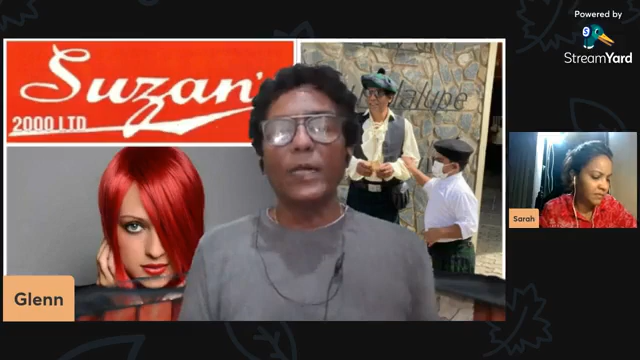 Powered by
StreamYard
Suzan's
2000 LTD
Glenn
Sarah